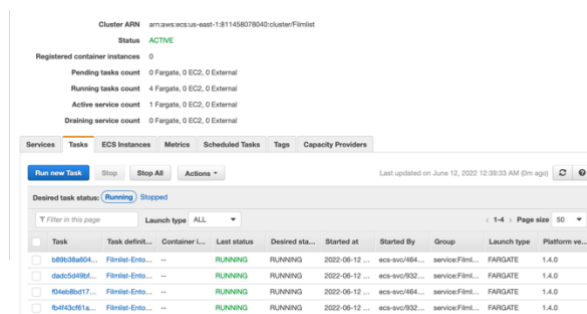 Cluster ARN arn:aws:ecs:us-east-1:811458078040:cluster/Filmlist
Status ACTIVE
Registered container instances 0
Pending tasks count 0 Fargate, 0 EC2, 0 External
Running tasks count 4 Fargate, 0 EC2, 0 External
Active service count 1 Fargate, 0 EC2, 0 External
Draining service count 0 Fargate, 0 EC2, 0 External
Services Tasks ECS Instances Metrics Scheduled Tasks Tags Capacity Providers
Run new Task Stop Stop All Actions Last updated on June 12, 2022 12:39:33 AM (0m ago)
Desired task status: Running Stopped
Filter in this page Launch type ALL 1-4 Page size 50
Task Task definit... Container i... Last status Desired sta... Started at Started By Group Launch type Platform ve...
b89b38a804... Filmlist-Ento... -- RUNNING RUNNING 2022-06-12 ... ecs-svc/464... service:Filml... FARGATE 1.4.0
dadc5d49bf... Filmlist-Ento... -- RUNNING RUNNING 2022-06-12 ... ecs-svc/932... service:Filml... FARGATE 1.4.0
f04eb8bd17... Filmlist-Ento... -- RUNNING RUNNING 2022-06-12 ... ecs-svc/464... service:Filml... FARGATE 1.4.0
fb4f43cf61a... Filmlist-Ento... -- RUNNING RUNNING 2022-06-12 ... ecs-svc/932... service:Filml... FARGATE 1.4.0